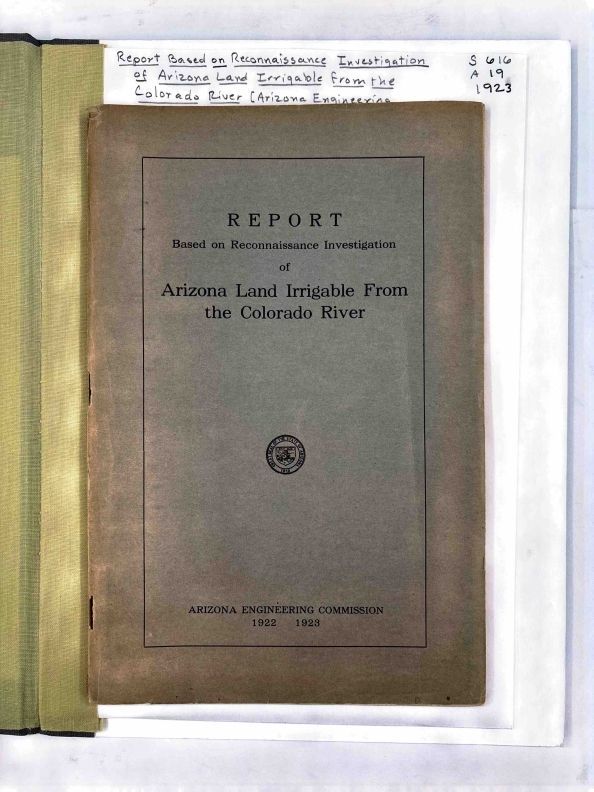 Report Based on Reconnaissance Investigation
of Arizona Land Irrigable From the
Colorado River [Arizona Engineering
S 616
A 19
1923
REPORT
Based on Reconnaissance Investigation
of
Arizona Land Irrigable From
the Colorado River
ARIZONA ENGINEERING COMMISSION
1922 1923